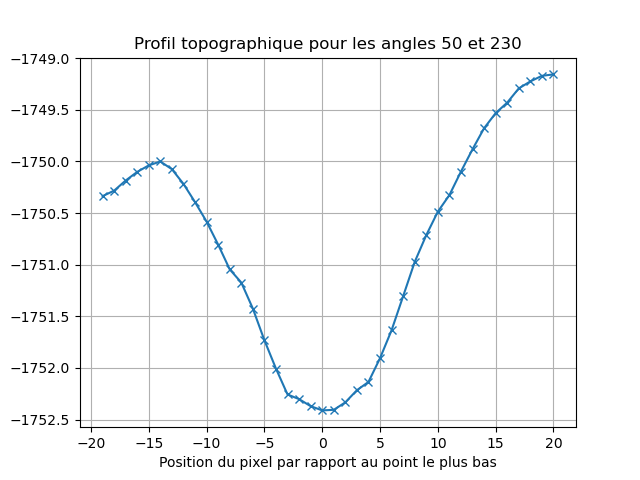 Profil topographique pour les angles 50 et 230
−1749.0
−1749.5
−1750.0
−1750.5
−1751.0
−1751.5
−1752.0
−1752.5
−20 −15 −10 −5 0 5 10 15 20
Position du pixel par rapport au point le plus bas